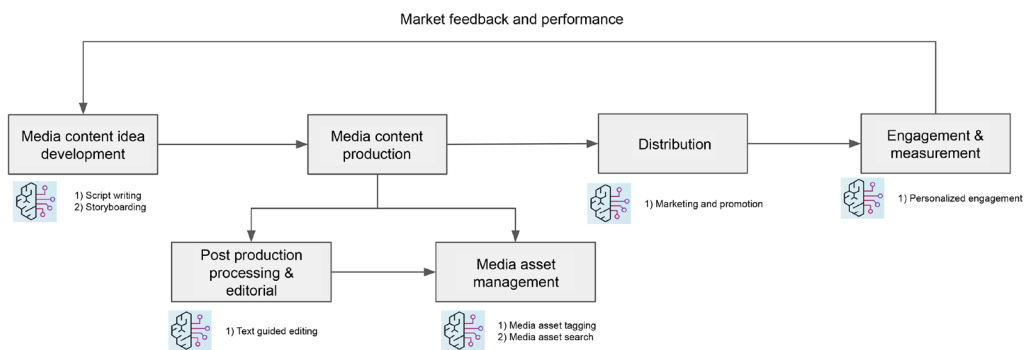 Market feedback and performance
Media content idea
development
Media content
production
Distribution
Engagement &
measurement
1) Script writing
2) Storyboarding
1) Marketing and promotion
1) Personalized engagement
Post production
processing &
editorial
Media asset
management
1) Text guided editing
1) Media asset tagging
2) Media asset search